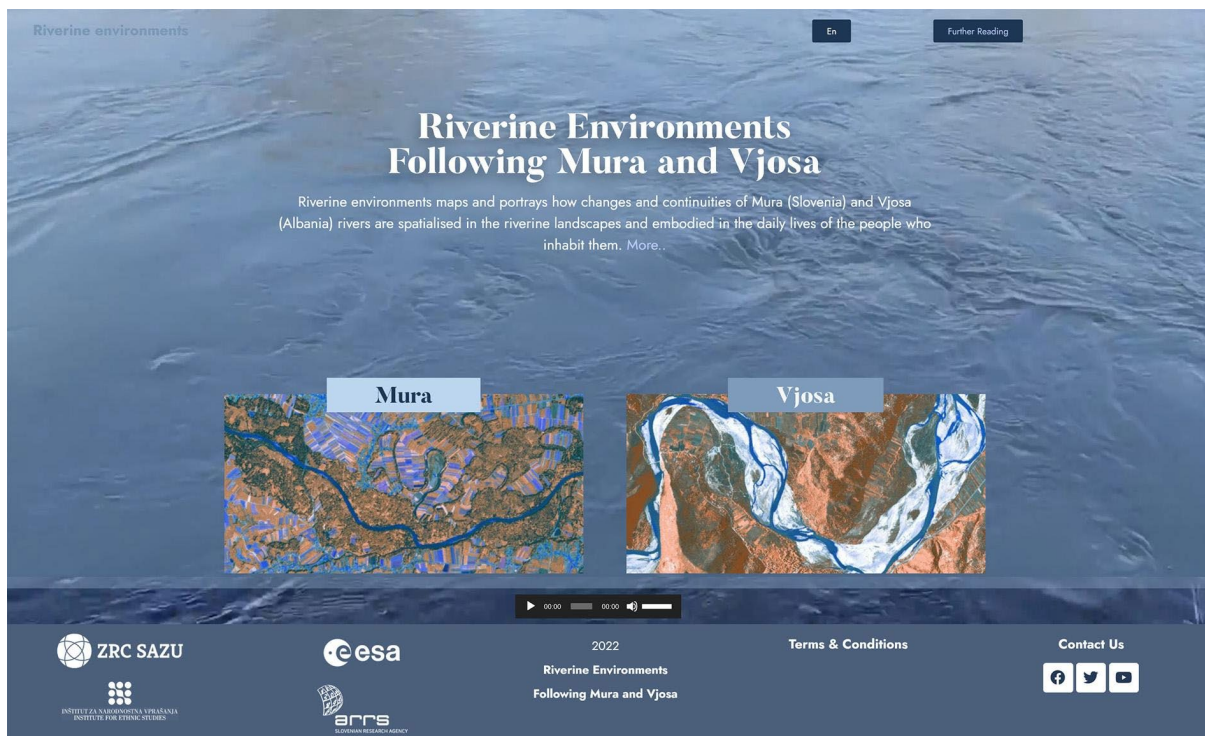 Riverine environments
En
Further Reading
Riverine Environments
Following Mura and Vjosa
Riverine environments maps and portrays how changes and continuities of Mura (Slovenia) and Vjosa
(Albania) rivers are spatialised in the riverine landscapes and embodied in the daily lives of the people who
inhabit them. More..
Mura
Vjosa
00:00 00:00
ZRC SAZU
INŠTITUT ZA NARODNOSTNA VPRAŠANJA
INSTITUTE FOR ETHNIC STUDIES
esa
arrs
SLOVENIAN RESEARCH AGENCY
2022
Riverine Environments
Following Mura and Vjosa
Terms & Conditions
Contact Us